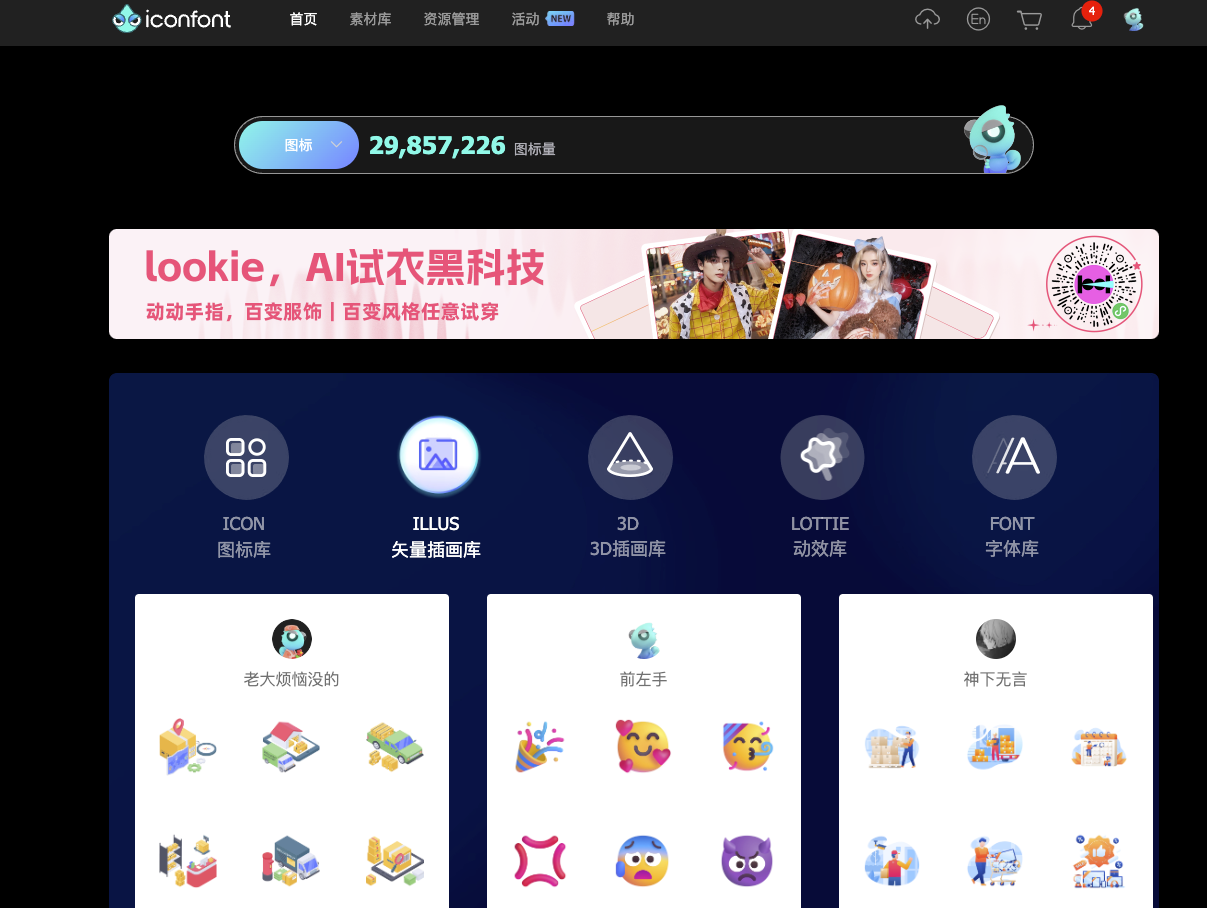 iconfont 首页 素材库 资源管理 活动 NEW 帮助 En 4
图标 29,857,226 图标量
lookie，AI试衣黑科技
动动手指，百变服饰 | 百变风格任意试穿
ICON ILLUS 3D LOTTIE FONT
图标库 矢量插画库 3D插画库 动效库 字体库
老大烦恼没的 前左手 神下无言